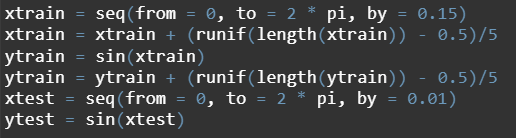 xtrain = seq(from = 0, to = 2 * pi, by = 0.15)
xtrain = xtrain + (runif(length(xtrain)) - 0.5)/5
ytrain = sin(xtrain)
ytrain = ytrain + (runif(length(ytrain)) - 0.5)/5
xtest = seq(from = 0, to = 2 * pi, by = 0.01)
ytest = sin(xtest)